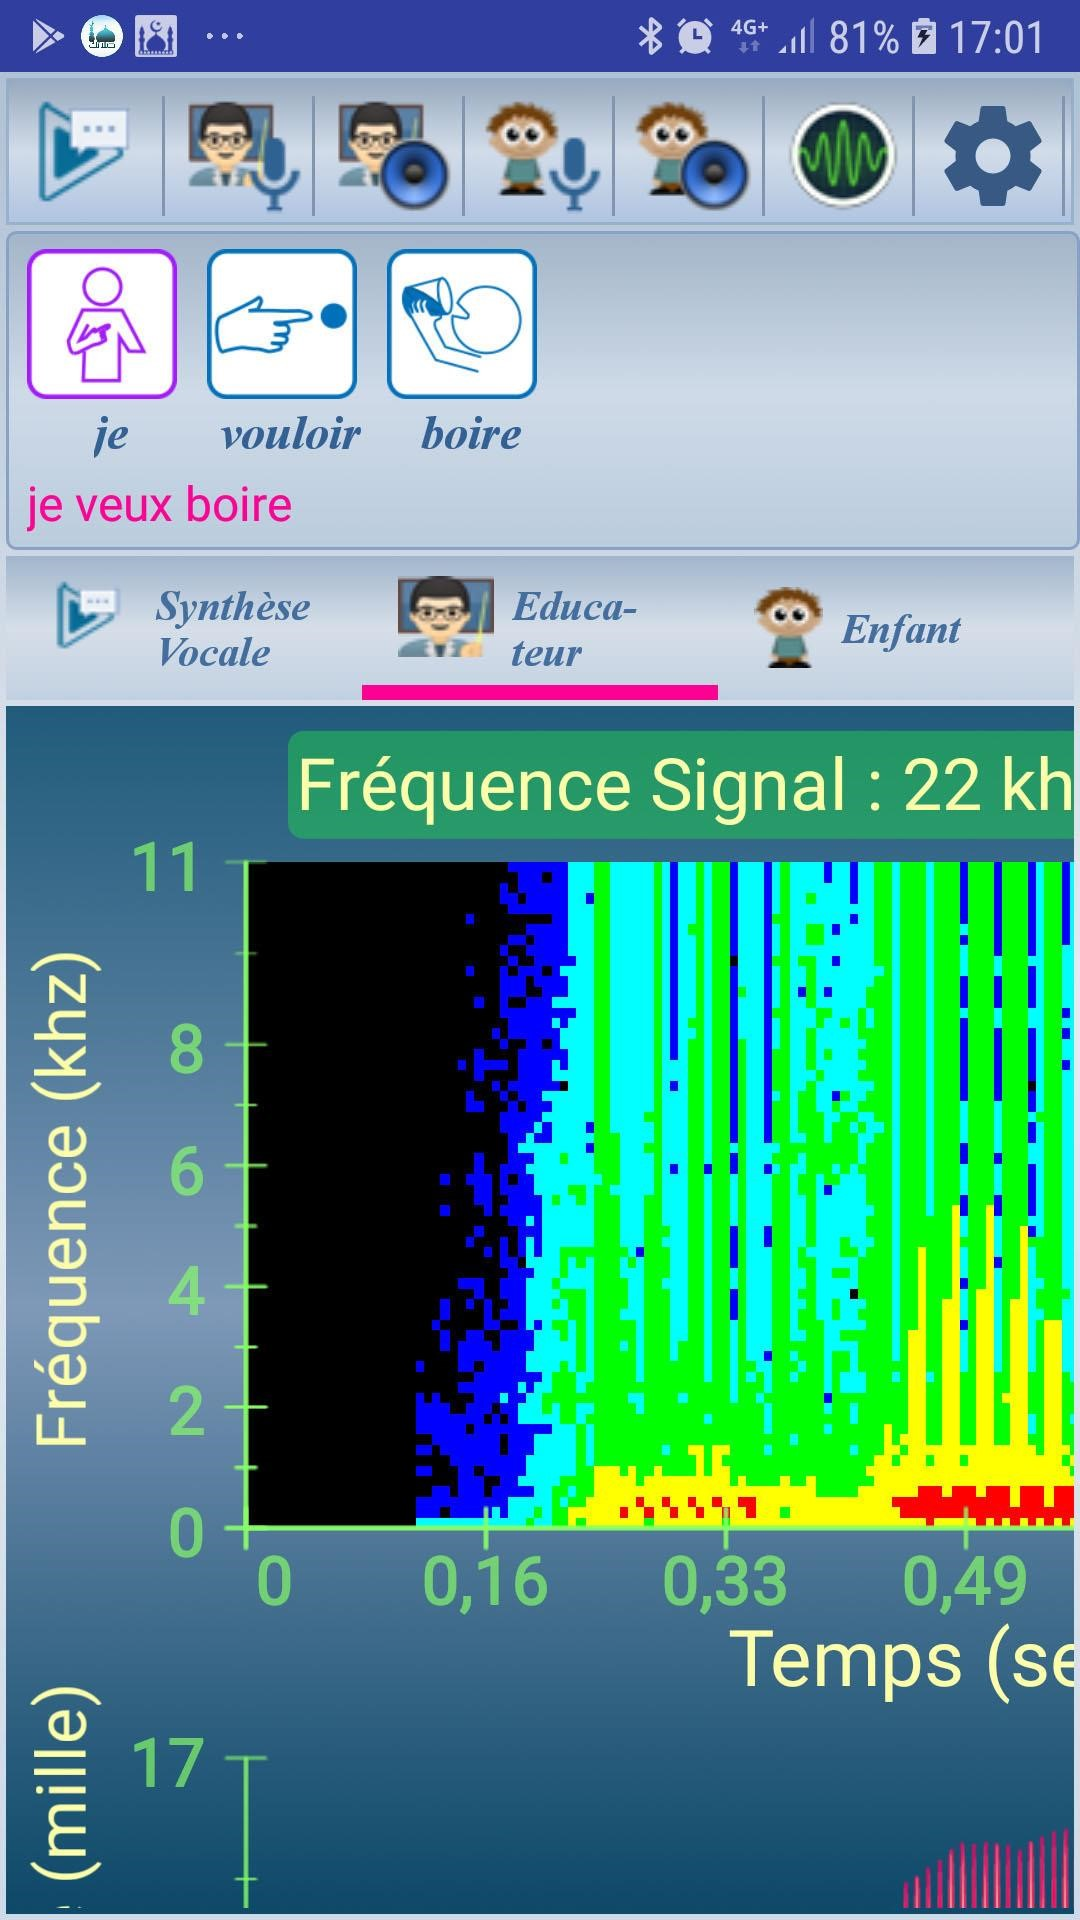 4G+ 81% 17:01
je vouloir boire
je veux boire
Synthèse
Vocale
Educa-
teur
Enfant
Fréquence Signal : 22 kh
11
8
6
4
2
0
Fréquence (khz)
0 0,16 0,33 0,49
Temps (se
17
(mille)